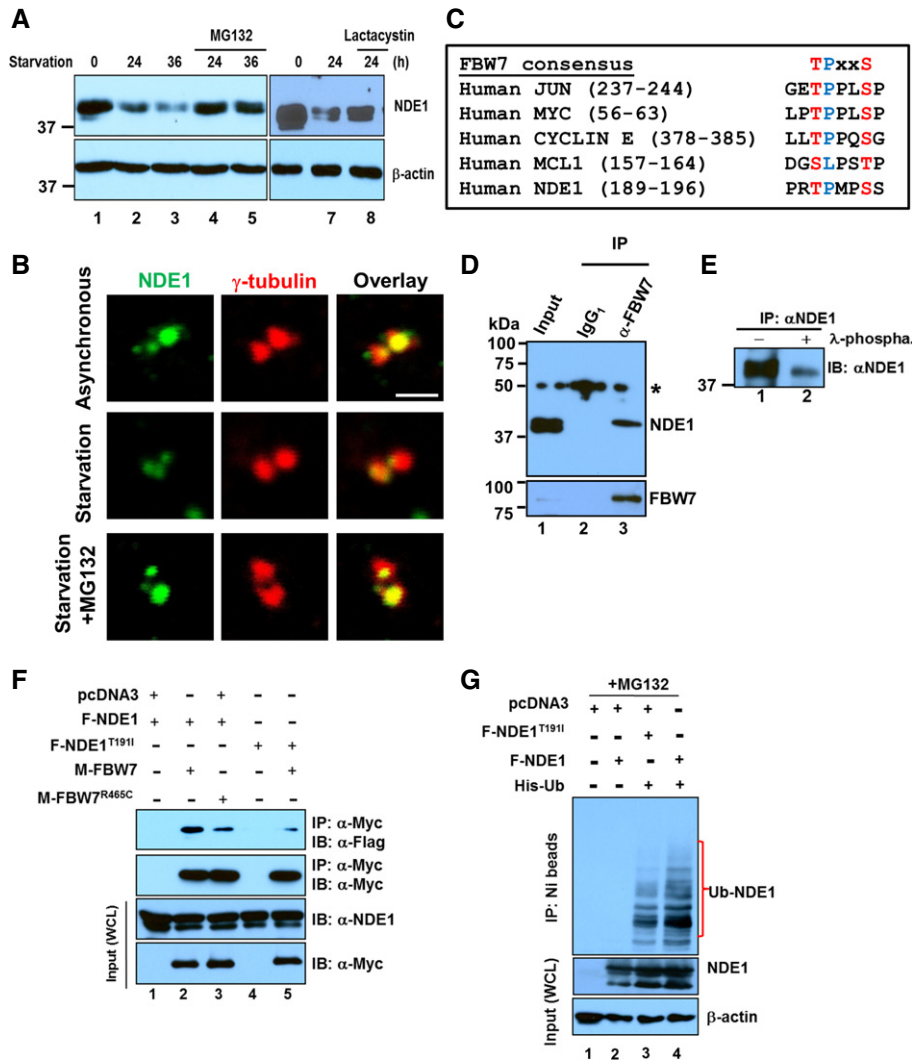 A
MG132
Lactacystin
Starvation 0 24 36 24 36 0 24 24 (h)
NDE1
37
β-actin
37
1 2 3 4 5 7 8
C
FBW7 consensus TPxxS
Human JUN (237-244) GETPPLSP
Human MYC (56-63) LPTPPLSP
Human CYCLIN E (378-385) LLTPPQSG
Human MCL1 (157-164) DGSLPSTP
Human NDE1 (189-196) PRTPMPSS
B
NDE1 γ-tubulin Overlay
Asynchronous
Starvation
Starvation
+MG132
D
IP
kDa Input IgG1 α-FBW7
100
75
50 *
NDE1
37
100 FBW7
75
1 2 3
E
IP: αNDE1
– + λ-phospha.
IB: αNDE1
37
1 2
F
pcDNA3 + - + - -
F-NDE1 + + + - -
F-NDE1T191I - - - + +
M-FBW7 - + - - +
M-FBW7R465C - - + - -
IP: α-Myc
IB: α-Flag
IP: α-Myc
IB: α-Myc
Input (WCL)
IB: α-NDE1
IB: α-Myc
1 2 3 4 5
G
+MG132
pcDNA3 + + + -
F-NDE1T191I - - + -
F-NDE1 - + - +
His-Ub - - + +
IP: Ni beads
Ub-NDE1
Input (WCL)
NDE1
β-actin
1 2 3 4